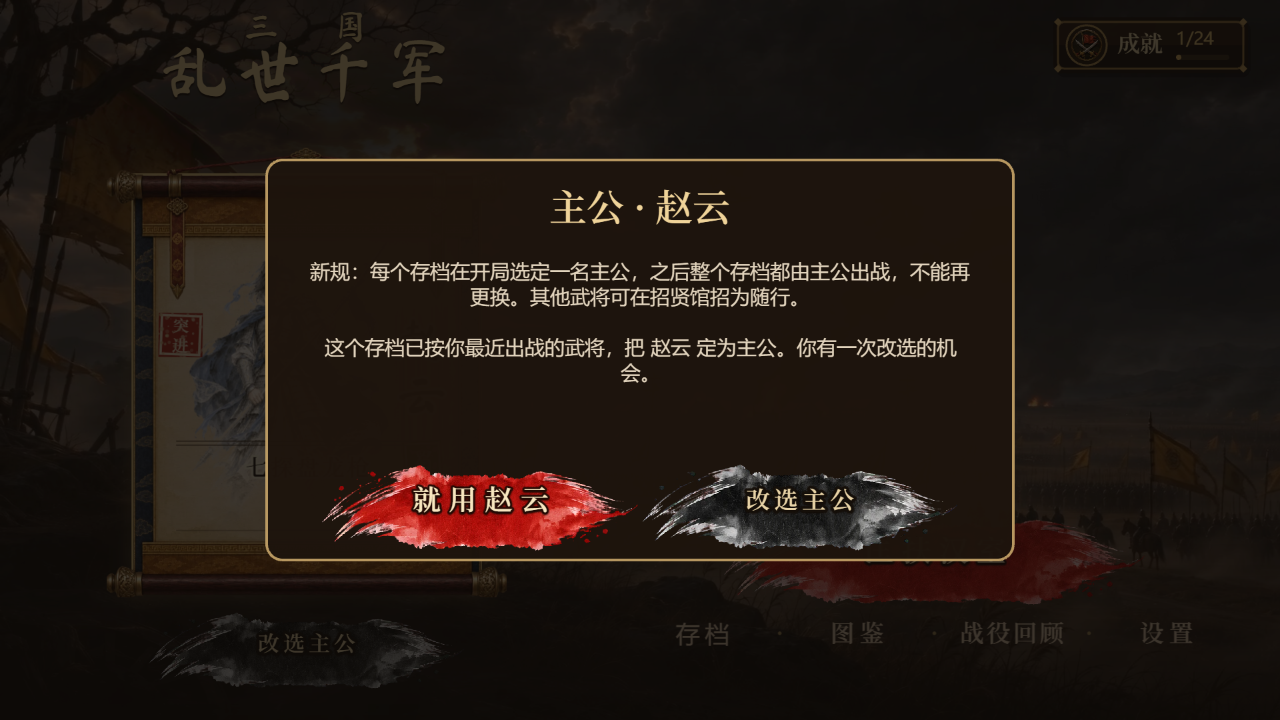 三国
乱世千军
成就 1/24
主公·赵云
新规：每个存档在开局选定一名主公，之后整个存档都由主公出战，不能再
更换。其他武将可在招贤馆招为随行。
这个存档已按你最近出战的武将，把 赵云 定为主公。你有一次改选的机
会。
突进
七
就用赵云
改选主公
改选主公
存档 · 图鉴 · 战役回顾 · 设置